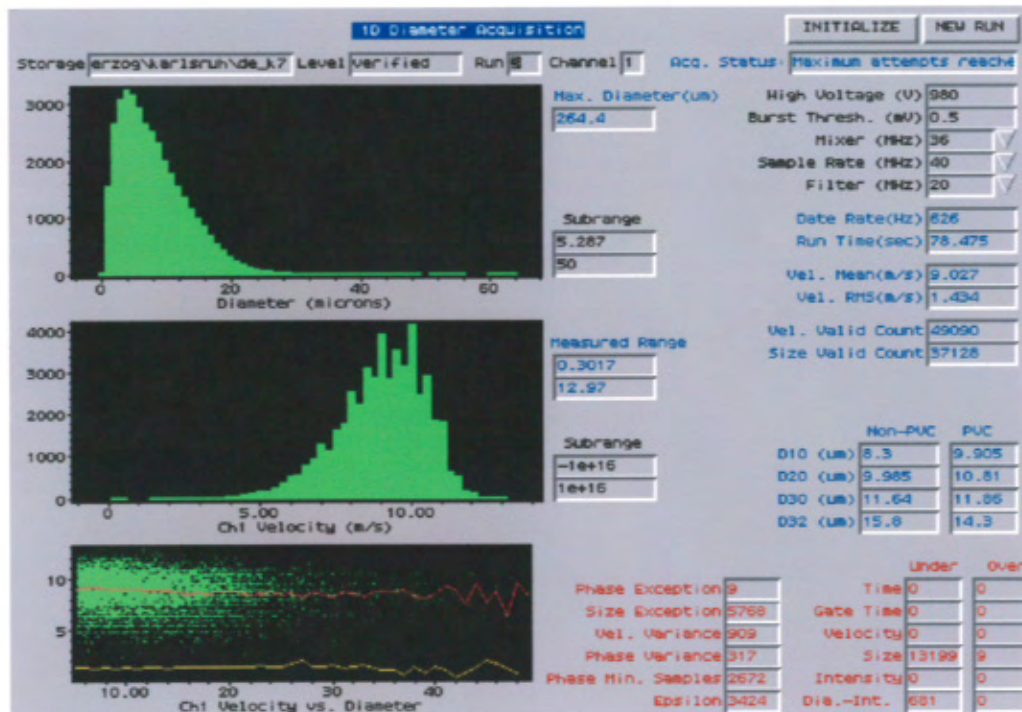 1D Diameter Acquisition
INITIALIZE NEW RUN
Storage erzog\karlsruh\de_k7 Level verified Run Channel 1 Acq. Status: Maximum attempts reache
Max. Diameter(um)
264.4
High Voltage (V) 980
Burst Thresh. (mV) 0.5
Mixer (MHz) 36
Sample Rate (MHz) 40
Filter (MHz) 20
3000
2000
1000
0
0 20 40 60
Diameter (microns)
Subrange
5.287
50
Date Rate(Hz) 626
Run Time(sec) 78.475
Vel. Mean(m/s) 9.027
Vel. RMS(m/s) 1.434
Vel. Valid Count 49090
Size Valid Count 37128
4000
3000
2000
1000
0
0 5.00 10.00
Ch1 Velocity (m/s)
Measured Range
0.3017
12.97
Subrange
-1e+16
1e+16
Non-PVC PVC
D10 (um) 8.3 9.905
D20 (um) 9.985 10.81
D30 (um) 11.64 11.86
D32 (um) 15.8 14.3
10
5
10.00 20 40
Ch1 Velocity vs. Diameter
Phase Exception 9
Size Exception 5768
Vel. Variance 909
Phase Variance 317
Phase Min. Samples 2672
Epsilon 3424
Under Over
Time 0 0
Gate Time 0 0
Velocity 0 0
Size 13199 9
Intensity 0 0
Dia.-Int. 681 0